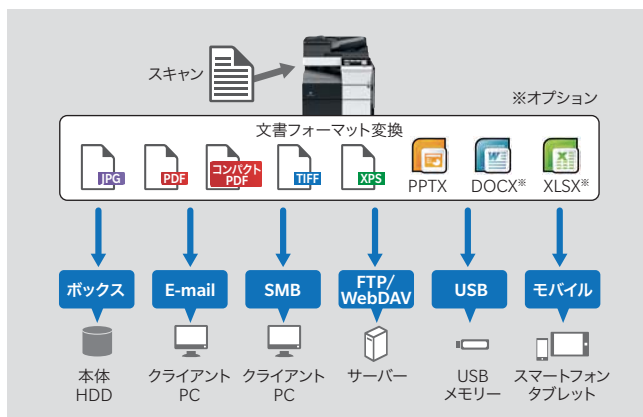 スキャン
※オプション
文書フォーマット変換
JPG
PDF
コンパクト
PDF
TIFF
XPS
PPTX
DOCX※
XLSX※
ボックス
E-mail
SMB
FTP/
WebDAV
USB
モバイル
本体
HDD
クライアント
PC
クライアント
PC
サーバー
USB
メモリー
スマートフォン
タブレット